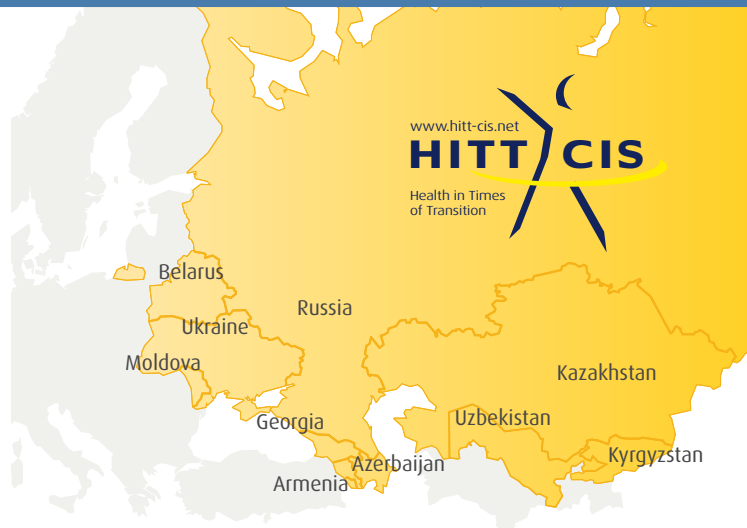 www.hitt-cis.net
HITT CIS
Health in Times
of Transition
Belarus
Russia
Ukraine
Moldova
Kazakhstan
Georgia
Uzbekistan
Azerbaijan
Kyrgyzstan
Armenia